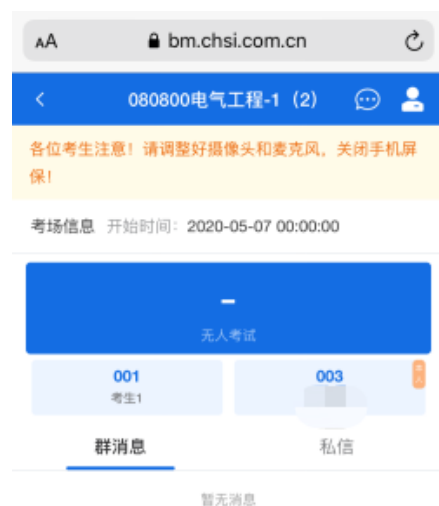 AA bm.chsi.com.cn
080800电气工程-1（2）
各位考生注意！请调整好摄像头和麦克风，关闭手机屏
保！
考场信息 开始时间：2020-05-07 00:00:00
–
无人考试
001 003 本人
考生1
群消息 私信
暂无消息